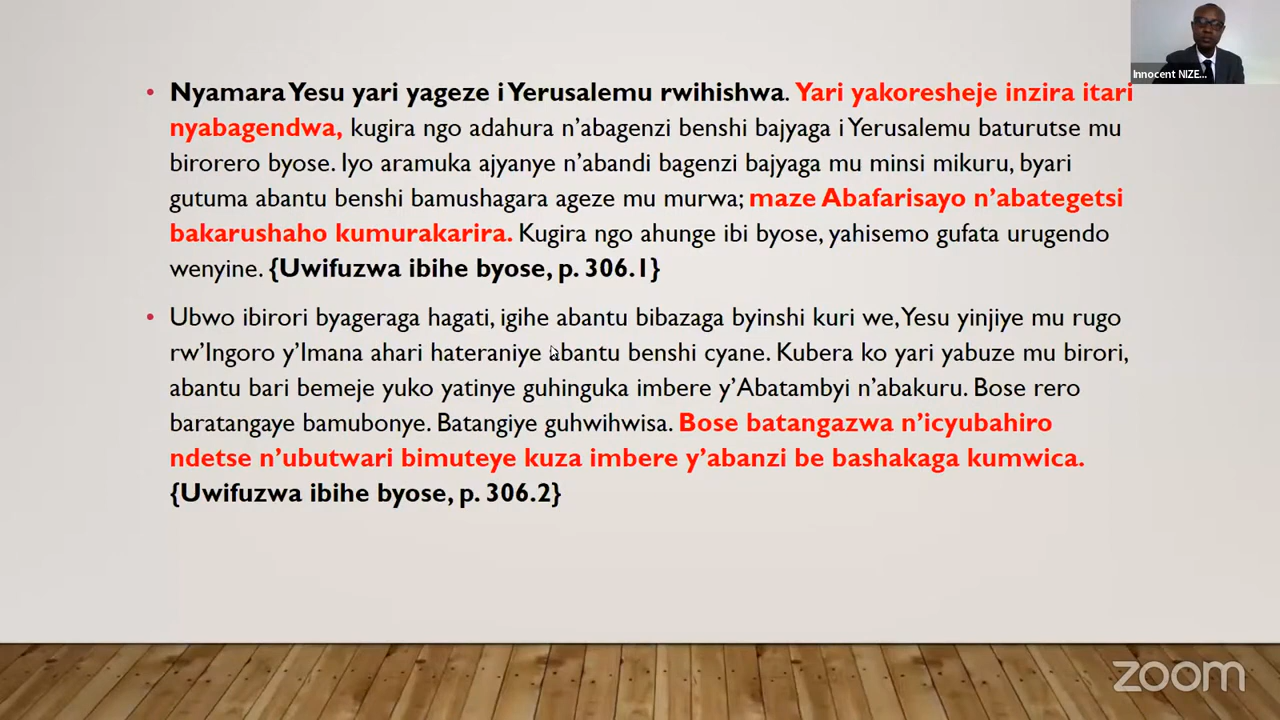 Innocent NIZE...
• Nyamara Yesu yari yageze i Yerusalemu rwihishwa. Yari yakoresheje inzira itari
nyabagendwa, kugira ngo adahura n'abagenzi benshi bajyaga i Yerusalemu baturutse mu
birorero byose. Iyo aramuka ajyanye n'abandi bagenzi bajyaga mu minsi mikuru, byari
gutuma abantu benshi bamushagara ageze mu murwa; maze Abafarisayo n'abategetsi
bakarushaho kumurakarira. Kugira ngo ahunge ibi byose, yahisemo gufata urugendo
wenyine. {Uwifuzwa ibihe byose, p. 306.1}
• Ubwo ibirori byageraga hagati, igihe abantu bibazaga byinshi kuri we, Yesu yinjiye mu rugo
rw'Ingoro y'Imana ahari hateraniye abantu benshi cyane. Kubera ko yari yabuze mu birori,
abantu bari bemeje yuko yatinye guhinguka imbere y'Abatambyi n'abakuru. Bose rero
baratangaye bamubonye. Batangiye guhwihwisa. Bose batangazwa n'icyubahiro
ndetse n'ubutwari bimuteye kuza imbere y'abanzi be bashakaga kumwica.
{Uwifuzwa ibihe byose, p. 306.2}
zoom